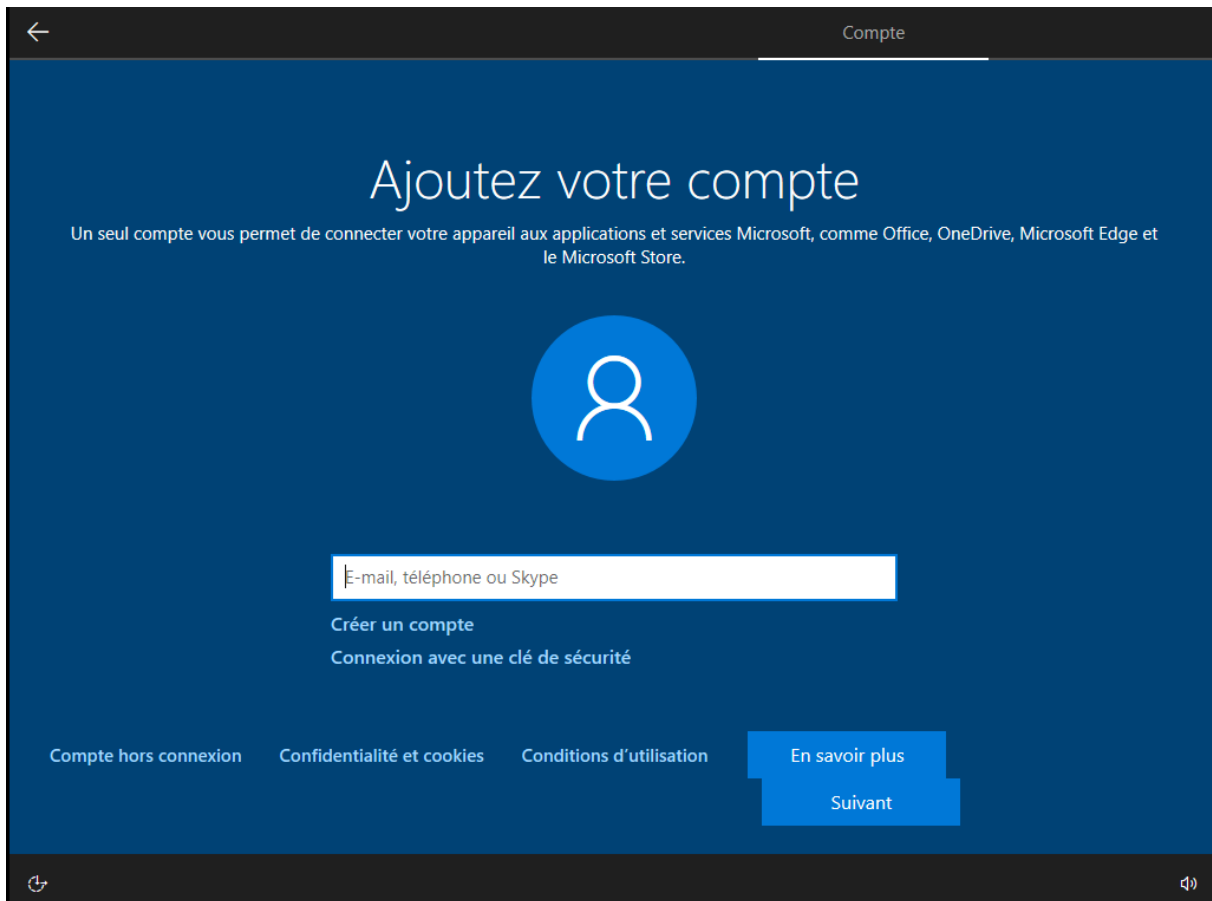 Compte
Ajoutez votre compte
Un seul compte vous permet de connecter votre appareil aux applications et services Microsoft, comme Office, OneDrive, Microsoft Edge et
le Microsoft Store.
E-mail, téléphone ou Skype
Créer un compte
Connexion avec une clé de sécurité
Compte hors connexion
Confidentialité et cookies
Conditions d’utilisation
En savoir plus
Suivant